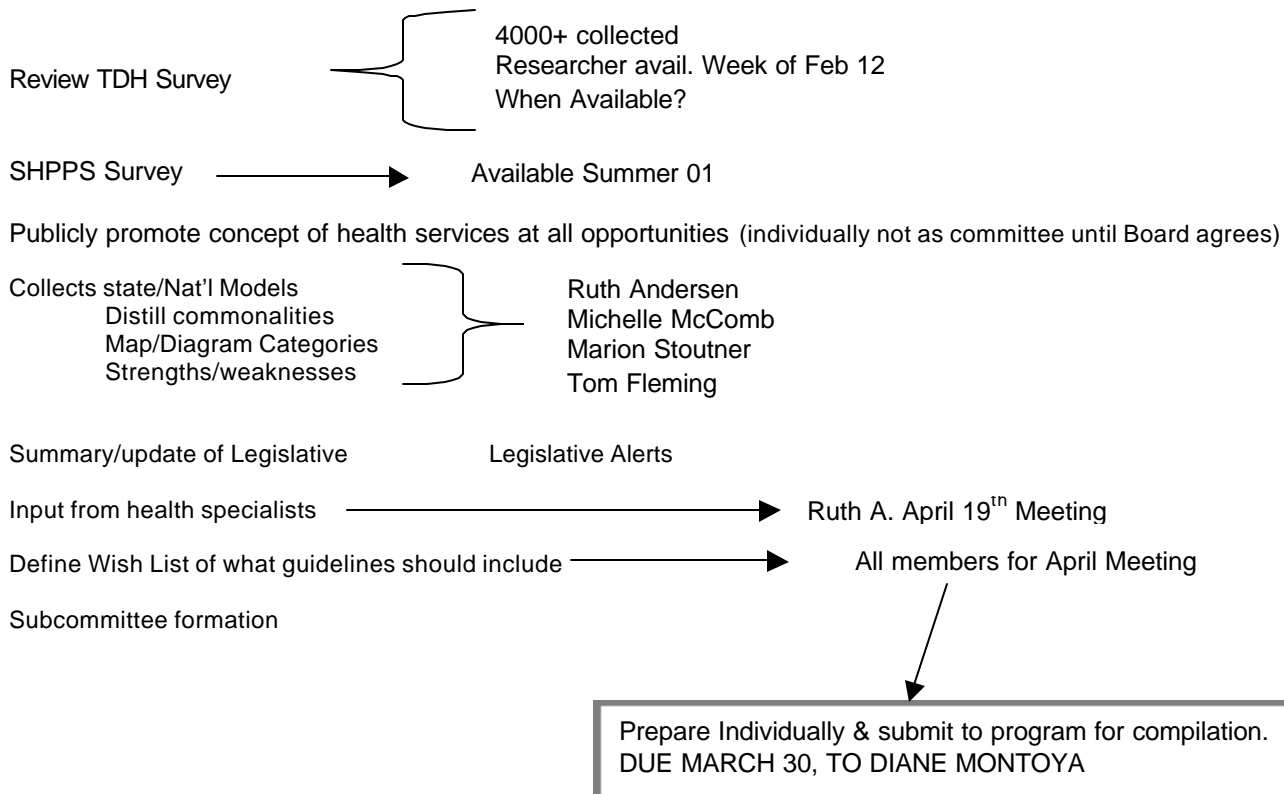 4000+ collected
Review TDH Survey Researcher avail. Week of Feb 12
When Available?
SHPPS Survey Available Summer 01
Publicly promote concept of health services at all opportunities (individually not as committee until Board agrees)
Collects state/Nat'l Models Ruth Andersen
Distill commonalities Michelle McComb
Map/Diagram Categories Marion Stoutner
Strengths/weaknesses Tom Fleming
Summary/update of Legislative Legislative Alerts
Input from health specialists Ruth A. April 19th Meeting
Define Wish List of what guidelines should include All members for April Meeting
Subcommittee formation
Prepare Individually & submit to program for compilation.
DUE MARCH 30, TO DIANE MONTOYA